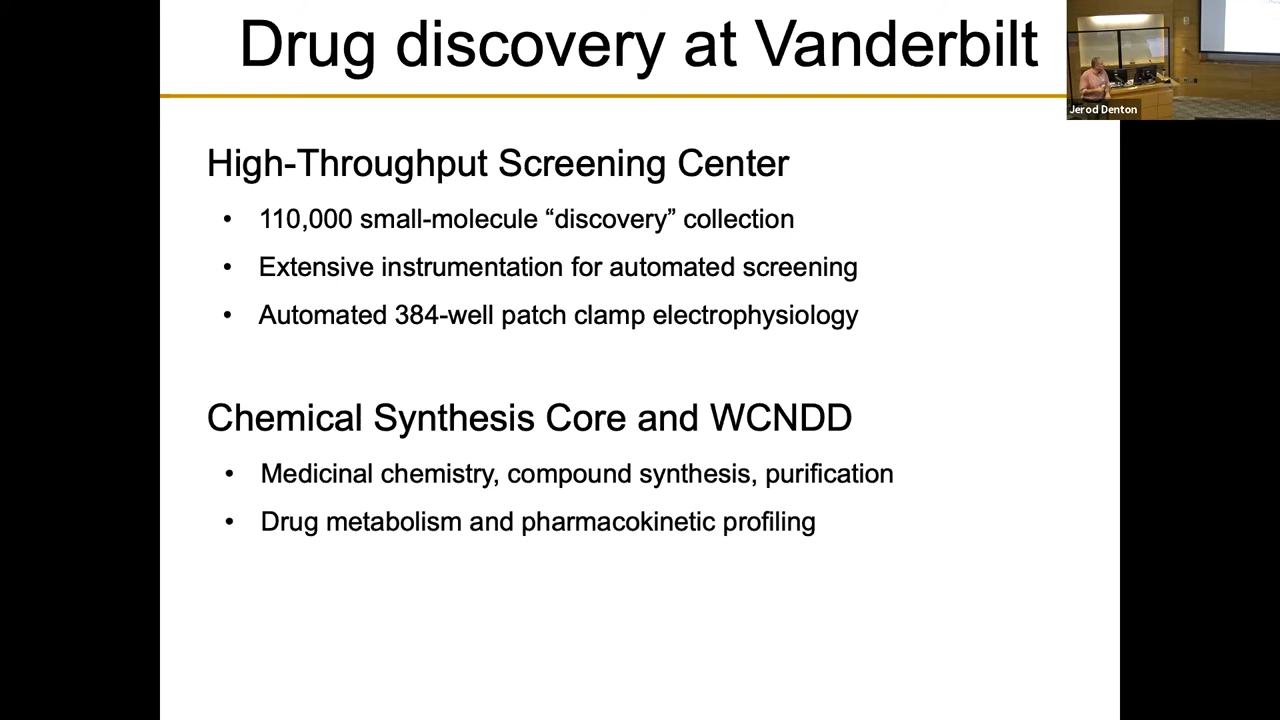 Drug discovery at Vanderbilt
Jerod Denton
High-Throughput Screening Center
• 110,000 small-molecule “discovery” collection
• Extensive instrumentation for automated screening
• Automated 384-well patch clamp electrophysiology
Chemical Synthesis Core and WCNDD
• Medicinal chemistry, compound synthesis, purification
• Drug metabolism and pharmacokinetic profiling